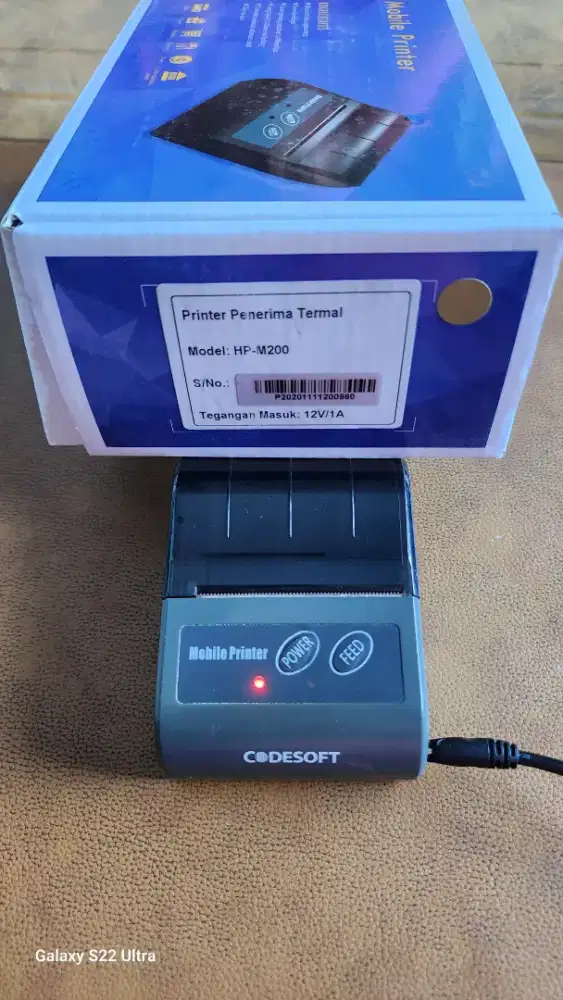 Mobile Printer
Printer Penerima Termal
Model: HP-M200
S/No.:
P20201111200980
Tegangan Masuk: 12V/1A
Mobile Printer
POWER
FEED
CODESOFT
Galaxy S22 Ultra